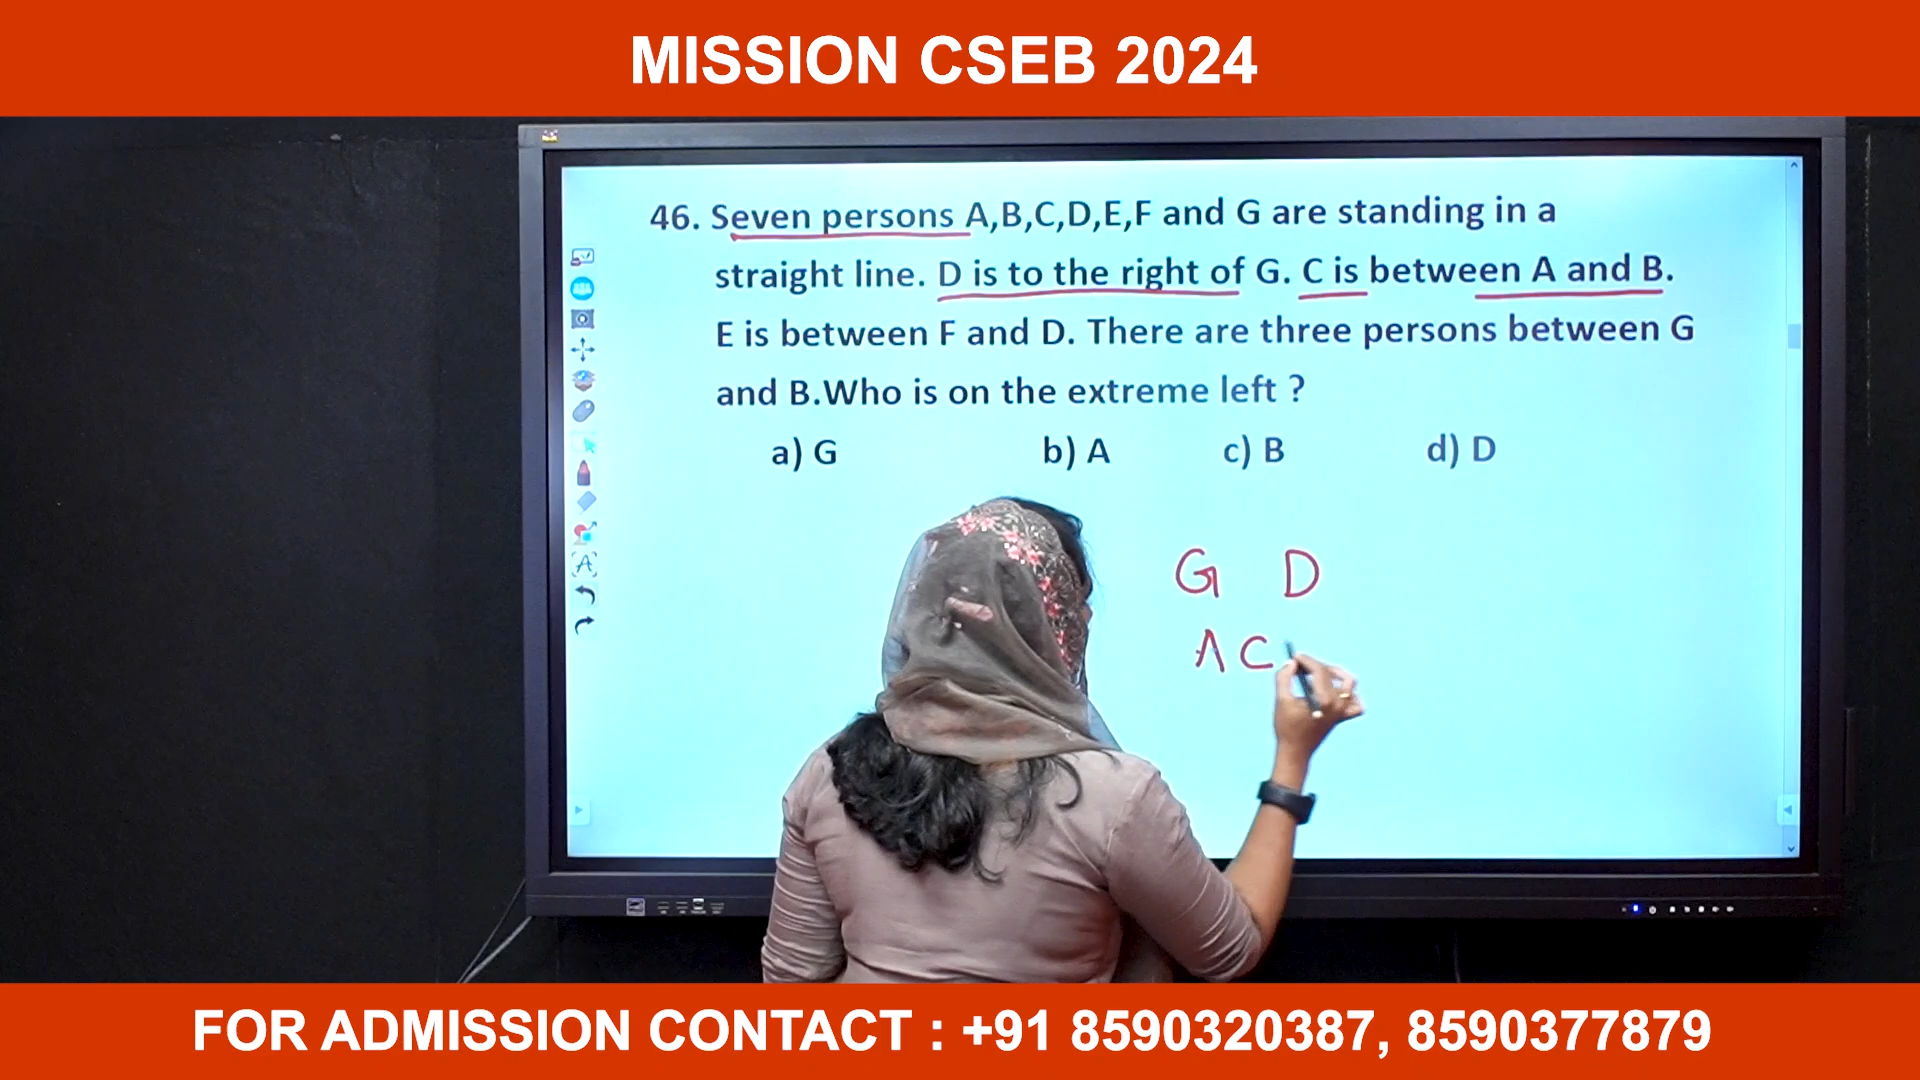 MISSION CSEB 2024
46. Seven persons A,B,C,D,E,F and G are standing in a
straight line. D is to the right of G. C is between A and B.
E is between F and D. There are three persons between G
and B.Who is on the extreme left ?
a) G b) A c) B d) D
G D
A C
FOR ADMISSION CONTACT : +91 8590320387, 8590377879